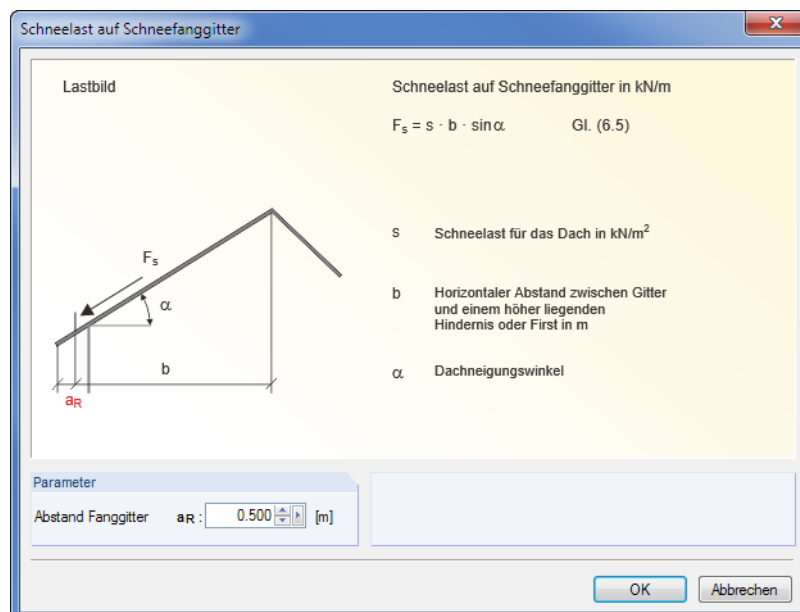 Schneelast auf Schneefanggitter
Lastbild
Schneelast auf Schneefanggitter in kN/m
Fs = s · b · sinα Gl. (6.5)
s Schneelast für das Dach in kN/m²
b Horizontaler Abstand zwischen Gitter
und einem höher liegenden
Hindernis oder First in m
α Dachneigungswinkel
Fs
α
b
aR
Parameter
Abstand Fanggitter aR : 0.500 [m]
OK
Abbrechen